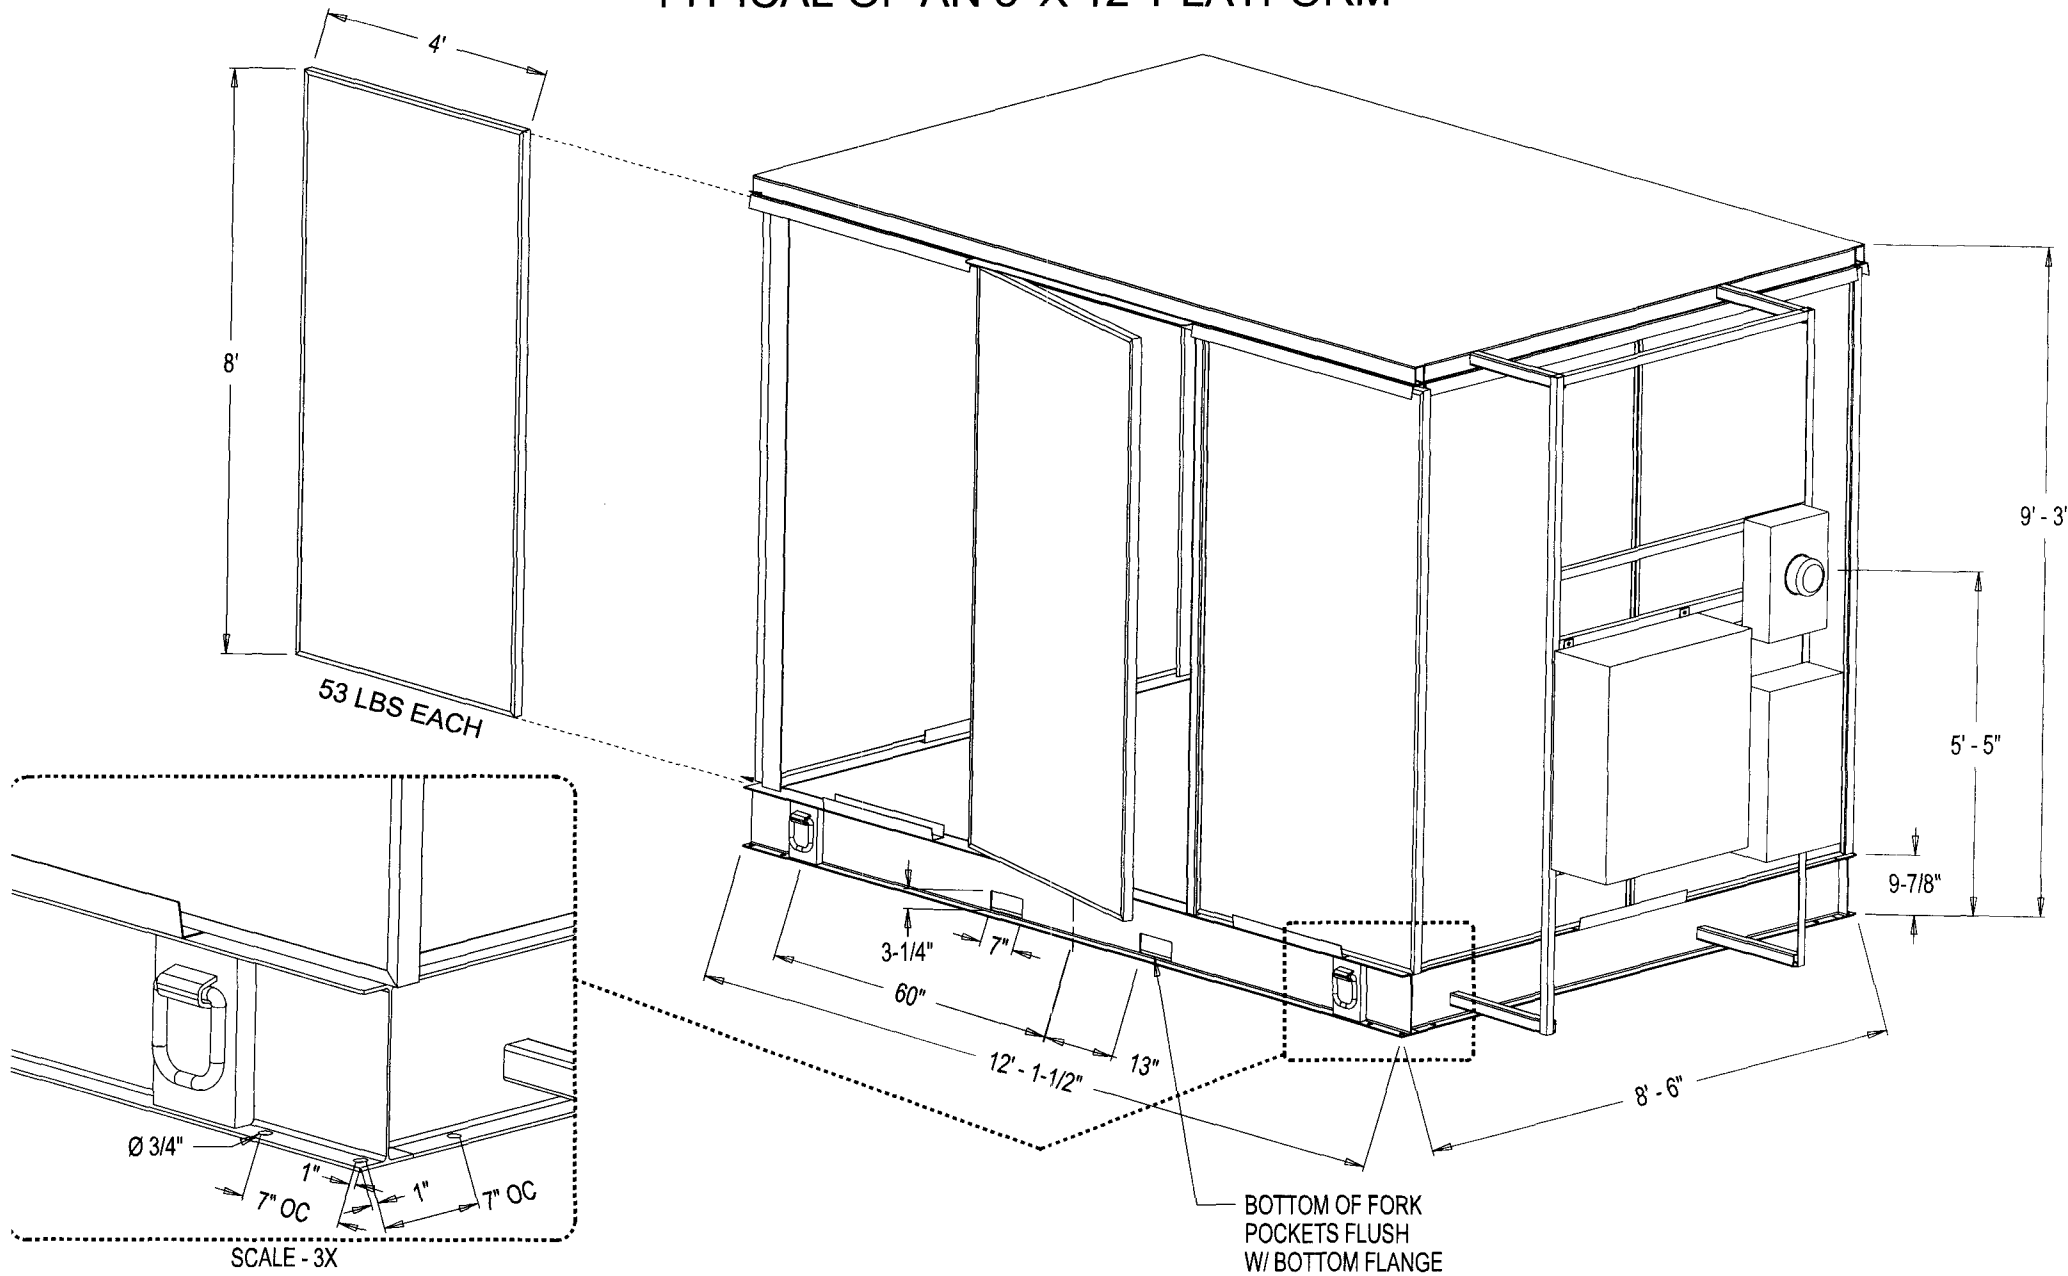 4'
8'
53 LBS EACH
9' - 3'
5' - 5"
9-7/8"
3-1/4"
7"
60"
13"
12' - 1-1/2"
8' - 6"
Ø 3/4"
1"
1"
7" OC
7" OC
SCALE - 3X
BOTTOM OF FORK
POCKETS FLUSH
W/ BOTTOM FLANGE